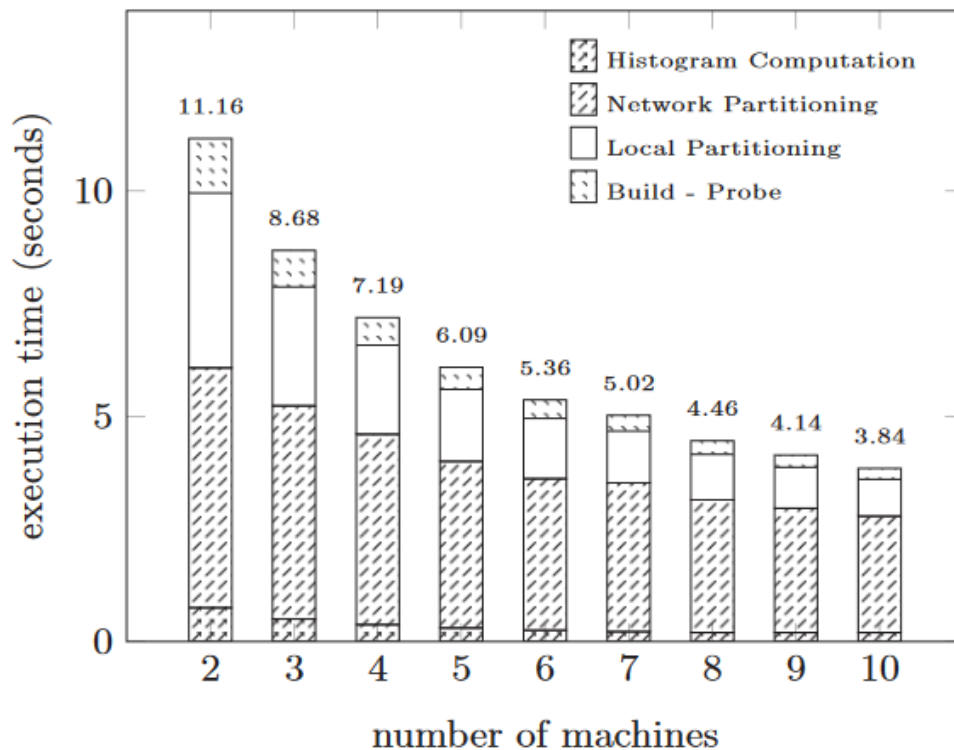 Histogram Computation
Network Partitioning
Local Partitioning
Build - Probe
11.16
8.68
7.19
6.09
5.36
5.02
4.46
4.14
3.84
10
5
0
execution time (seconds)
2 3 4 5 6 7 8 9 10
number of machines